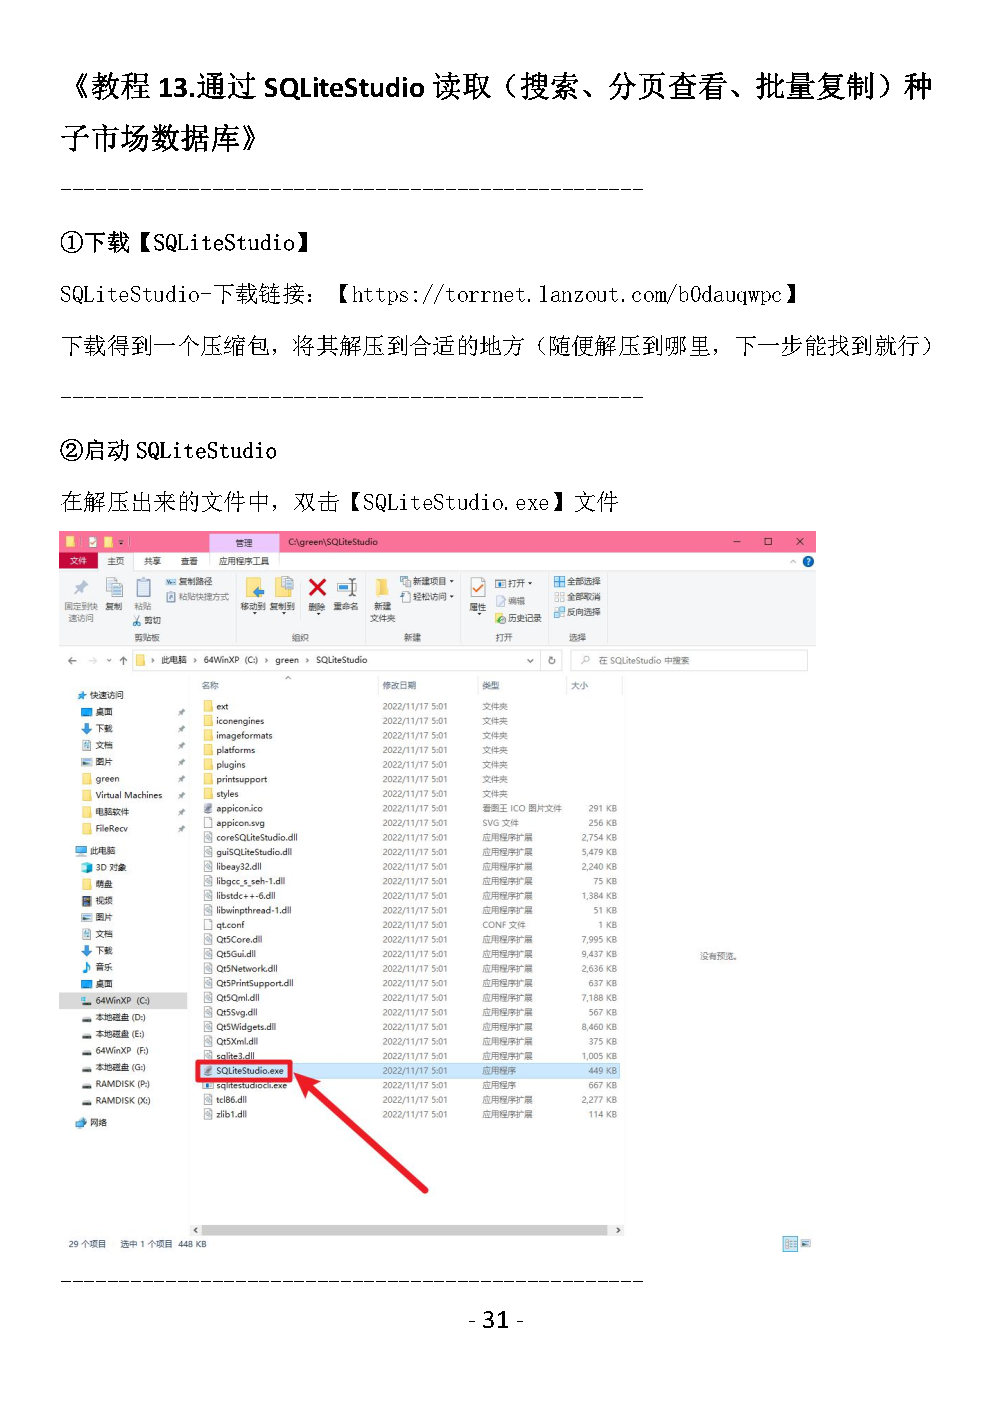 《教程 13.通过 SQLiteStudio 读取（搜索、分页查看、批量复制）种
子市场数据库》
--------------------------------------------------
①下载【SQLiteStudio】
SQLiteStudio-下载链接：【https://torrnet.lanzout.com/b0dauqwpc】
下载得到一个压缩包，将其解压到合适的地方（随便解压到哪里，下一步能找到就行）
--------------------------------------------------
②启动 SQLiteStudio
在解压出来的文件中，双击【SQLiteStudio.exe】文件
管理 C:\green\SQLiteStudio
文件 主页 共享 查看 应用程序工具
固定到快速访问 复制 粘贴 复制路径 粘贴快捷方式 剪切 移动到 复制到 删除 重命名 新建文件夹 新建项目 轻松访问 属性 打开 编辑 历史记录 全部选择 全部取消 反向选择
剪贴板 组织 新建 打开 选择
此电脑 › 64WinXP (C:) › green › SQLiteStudio 在 SQLiteStudio 中搜索
名称 修改日期 类型 大小
快速访问
桌面
下载
文档
图片
green
Virtual Machines
电脑软件
FileRecv
此电脑
3D 对象
萌盘
视频
图片
文档
下载
音乐
桌面
64WinXP (C:)
本地磁盘 (D:)
本地磁盘 (E:)
64WinXP (F:)
本地磁盘 (G:)
RAMDISK (P:)
RAMDISK (X:)
网络
ext 2022/11/17 5:01 文件夹
iconengines 2022/11/17 5:01 文件夹
imageformats 2022/11/17 5:01 文件夹
platforms 2022/11/17 5:01 文件夹
plugins 2022/11/17 5:01 文件夹
printsupport 2022/11/17 5:01 文件夹
styles 2022/11/17 5:01 文件夹
appicon.ico 2022/11/17 5:01 看图王 ICO 图片文件 291 KB
appicon.svg 2022/11/17 5:01 SVG 文件 256 KB
coreSQLiteStudio.dll 2022/11/17 5:01 应用程序扩展 2,754 KB
guiSQLiteStudio.dll 2022/11/17 5:01 应用程序扩展 5,479 KB
libeay32.dll 2022/11/17 5:01 应用程序扩展 2,240 KB
libgcc_s_seh-1.dll 2022/11/17 5:01 应用程序扩展 75 KB
libstdc++-6.dll 2022/11/17 5:01 应用程序扩展 1,384 KB
libwinpthread-1.dll 2022/11/17 5:01 应用程序扩展 51 KB
qt.conf 2022/11/17 5:01 CONF 文件 1 KB
Qt5Core.dll 2022/11/17 5:01 应用程序扩展 7,995 KB
Qt5Gui.dll 2022/11/17 5:01 应用程序扩展 9,437 KB
Qt5Network.dll 2022/11/17 5:01 应用程序扩展 2,636 KB
Qt5PrintSupport.dll 2022/11/17 5:01 应用程序扩展 637 KB
Qt5Qml.dll 2022/11/17 5:01 应用程序扩展 7,188 KB
Qt5Svg.dll 2022/11/17 5:01 应用程序扩展 567 KB
Qt5Widgets.dll 2022/11/17 5:01 应用程序扩展 8,460 KB
Qt5Xml.dll 2022/11/17 5:01 应用程序扩展 375 KB
sqlite3.dll 2022/11/17 5:01 应用程序扩展 1,005 KB
SQLiteStudio.exe 2022/11/17 5:01 应用程序 449 KB
sqlitestudiocli.exe 2022/11/17 5:01 应用程序 667 KB
tcl86.dll 2022/11/17 5:01 应用程序扩展 2,277 KB
zlib1.dll 2022/11/17 5:01 应用程序扩展 114 KB
没有预览。
29 个项目 选中 1 个项目 448 KB
--------------------------------------------------
- 31 -